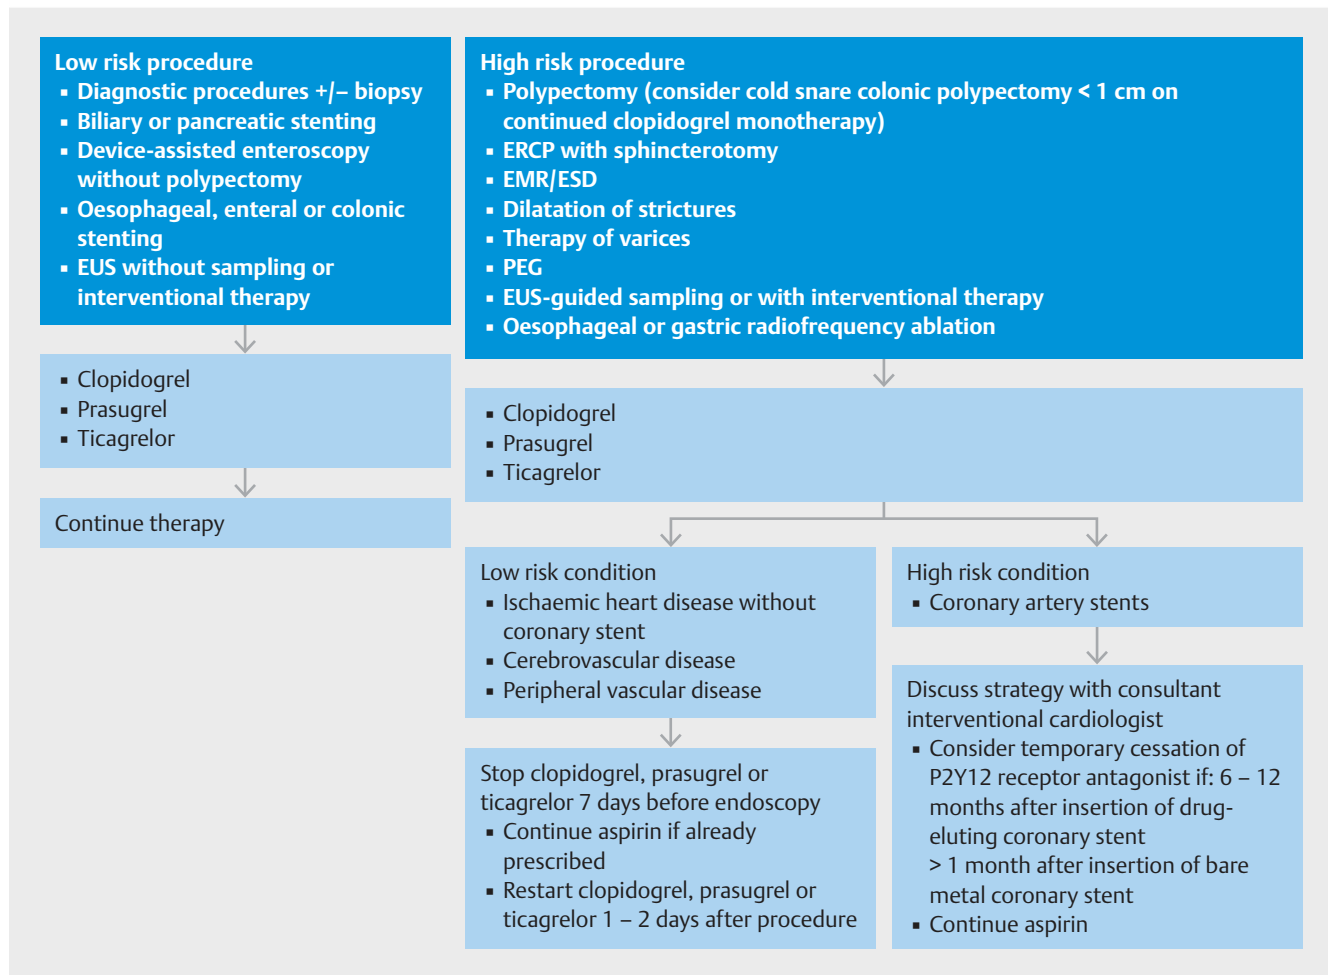 Low risk procedure
▪ Diagnostic procedures +/– biopsy
▪ Biliary or pancreatic stenting
▪ Device-assisted enteroscopy
without polypectomy
▪ Oesophageal, enteral or colonic
stenting
▪ EUS without sampling or
interventional therapy
▪ Clopidogrel
▪ Prasugrel
▪ Ticagrelor
Continue therapy
High risk procedure
▪ Polypectomy (consider cold snare colonic polypectomy < 1 cm on
continued clopidogrel monotherapy)
▪ ERCP with sphincterotomy
▪ EMR/ESD
▪ Dilatation of strictures
▪ Therapy of varices
▪ PEG
▪ EUS-guided sampling or with interventional therapy
▪ Oesophageal or gastric radiofrequency ablation
▪ Clopidogrel
▪ Prasugrel
▪ Ticagrelor
Low risk condition
▪ Ischaemic heart disease without
coronary stent
▪ Cerebrovascular disease
▪ Peripheral vascular disease
Stop clopidogrel, prasugrel or
ticagrelor 7 days before endoscopy
▪ Continue aspirin if already
prescribed
▪ Restart clopidogrel, prasugrel or
ticagrelor 1 – 2 days after procedure
High risk condition
▪ Coronary artery stents
Discuss strategy with consultant
interventional cardiologist
▪ Consider temporary cessation of
P2Y12 receptor antagonist if: 6 – 12
months after insertion of drug-
eluting coronary stent
> 1 month after insertion of bare
metal coronary stent
▪ Continue aspirin